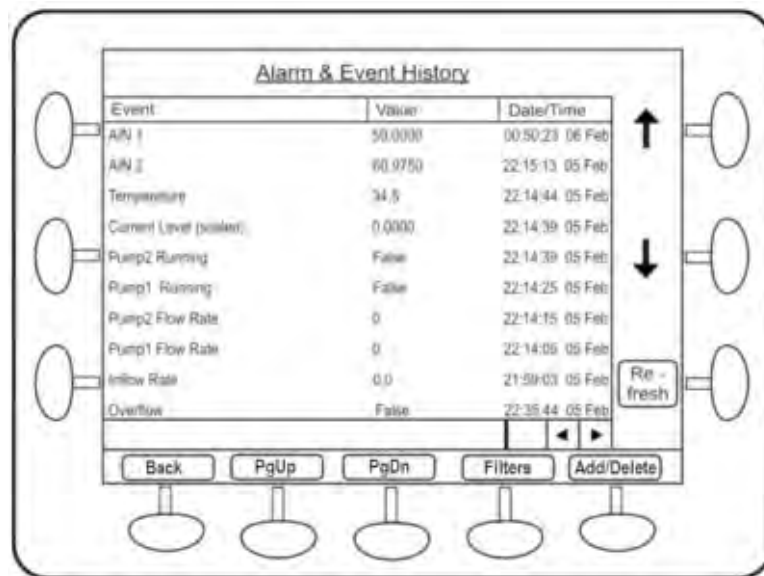 Alarm & Event History
Event Value Date/Time
AIN 1 50.0000 00:50:23 06 Feb
AIN 2 60.9750 22:15:13 05 Feb
Temperature 34.5 22:14:44 05 Feb
Current Level (scaled) 0.0000 22:14:39 05 Feb
Pump2 Running False 22:14:39 05 Feb
Pump1 Running False 22:14:25 05 Feb
Pump2 Flow Rate 0 22:14:15 05 Feb
Pump1 Flow Rate 0 22:14:05 05 Feb
Inflow Rate 0.0 21:59:03 05 Feb
Re -
fresh
Overflow False 22:35:44 05 Feb
Back PgUp PgDn Filters Add/Delete